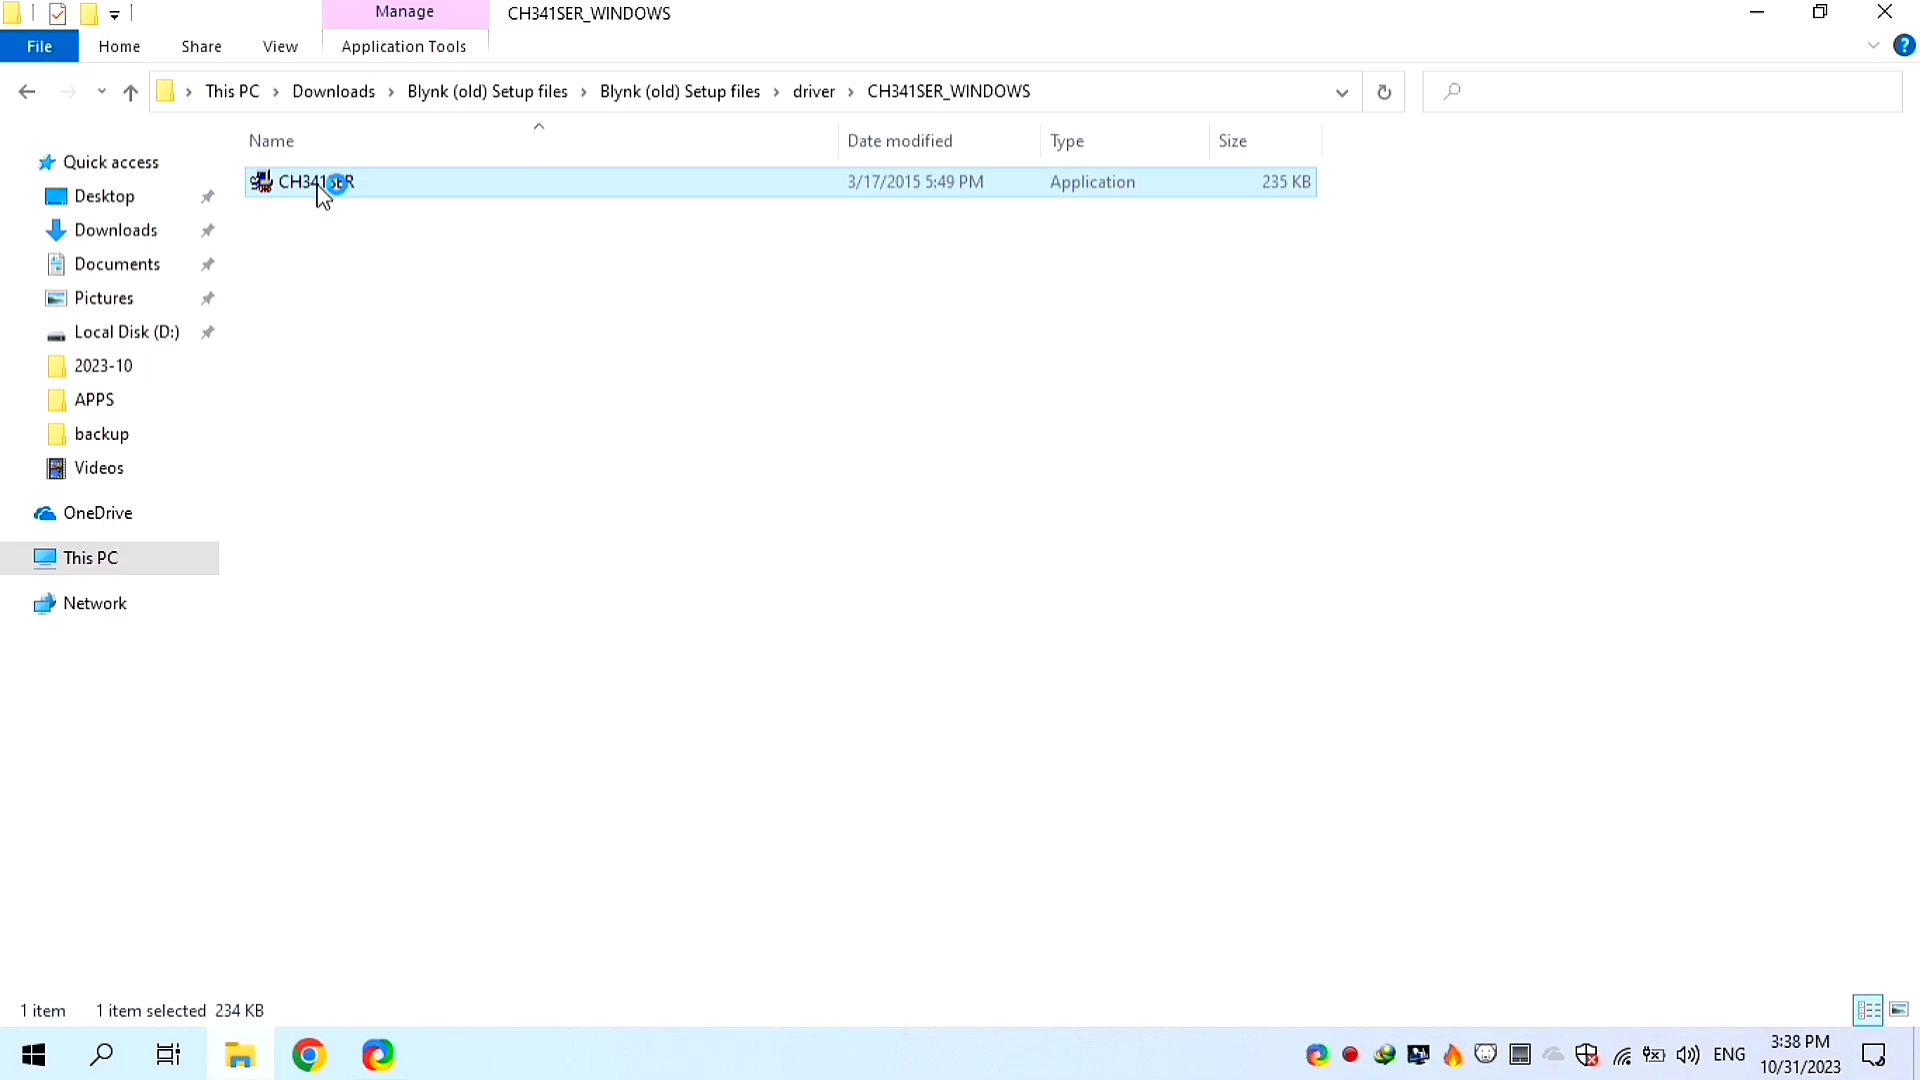 Manage
CH341SER_WINDOWS
File
Home
Share
View
Application Tools
This PC
Downloads
Blynk (old) Setup files
Blynk (old) Setup files
driver
CH341SER_WINDOWS
Name
Date modified
Type
Size
CH341SER
3/17/2015 5:49 PM
Application
235 KB
Quick access
Desktop
Downloads
Documents
Pictures
Local Disk (D:)
2023-10
APPS
backup
Videos
OneDrive
This PC
Network
1 item
1 item selected 234 KB
ENG
3:38 PM
10/31/2023